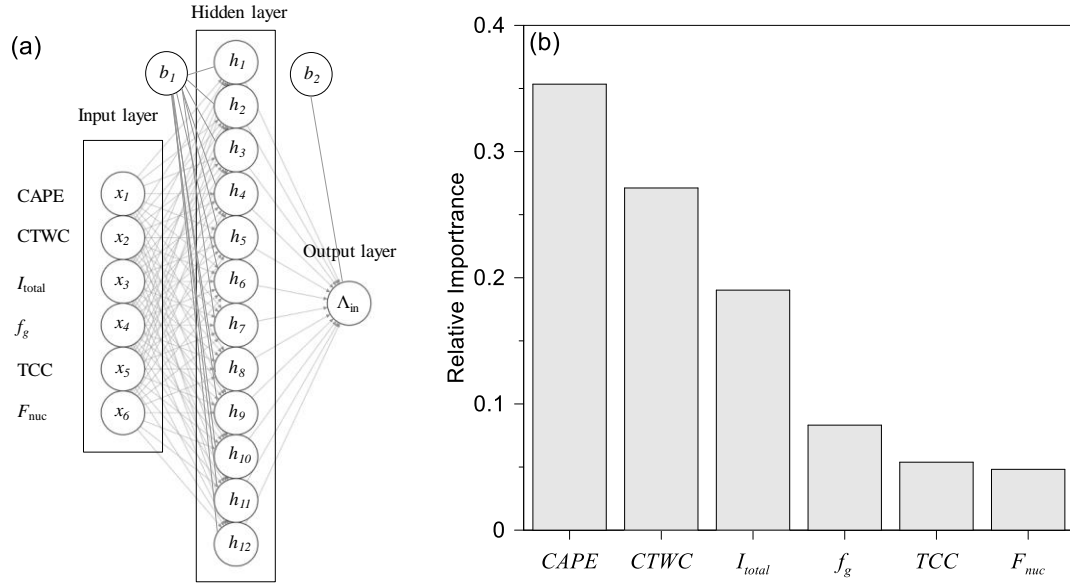 (a)
Hidden layer
b1
b2
Input layer
CAPE
CTWC
Itotal
fg
TCC
Fnuc
x1
x2
x3
x4
x5
x6
h1
h2
h3
h4
h5
h6
h7
h8
h9
h10
h11
h12
Output layer
Λin
(b)
Relative Importrance
0.4
0.3
0.2
0.1
0
CAPE CTWC Itotal fg TCC Fnuc